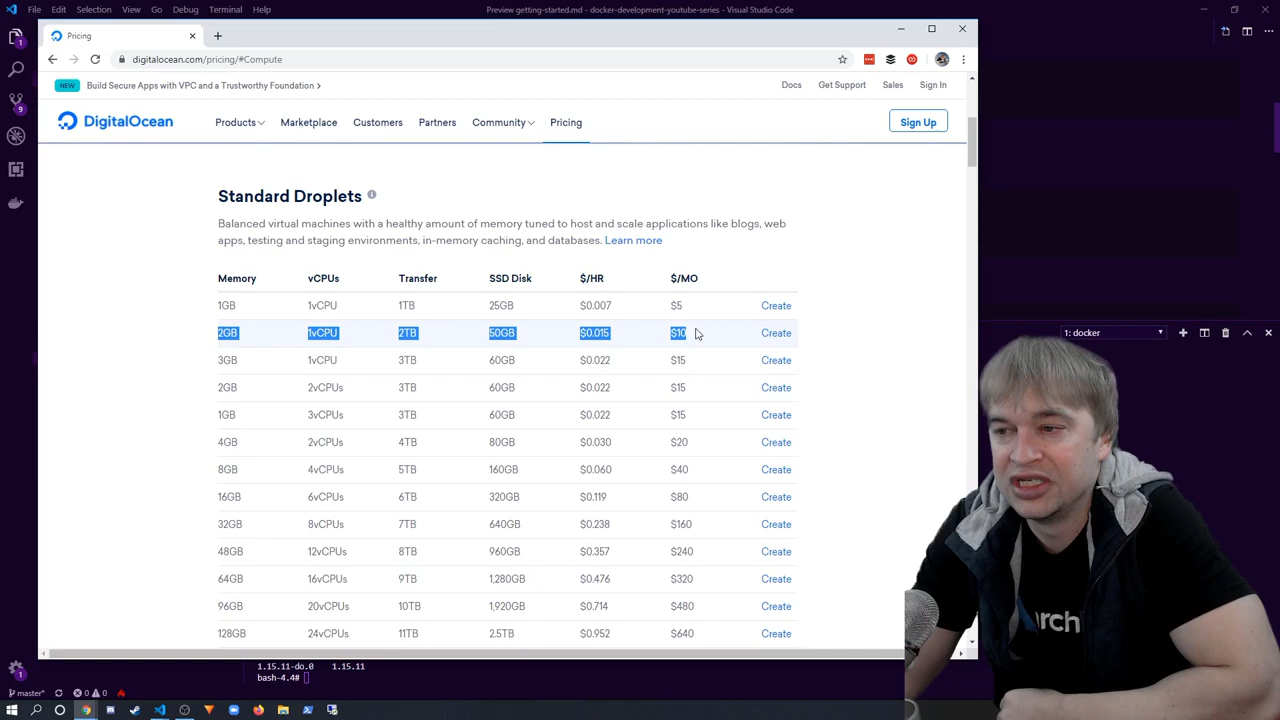 File Edit Selection View Go Debug Terminal Help Preview getting-started.md - docker-development-youtube-series - Visual Studio Code
Pricing
digitalocean.com/pricing/#Compute
NEW Build Secure Apps with VPC and a Trustworthy Foundation > Docs Get Support Sales Sign In
DigitalOcean Products Marketplace Customers Partners Community Pricing Sign Up
Standard Droplets
Balanced virtual machines with a healthy amount of memory tuned to host and scale applications like blogs, web
apps, testing and staging environments, in-memory caching, and databases. Learn more
Memory vCPUs Transfer SSD Disk $/HR $/MO
1GB 1vCPU 1TB 25GB $0.007 $5 Create
2GB 1vCPU 2TB 50GB $0.015 $10 Create
3GB 1vCPU 3TB 60GB $0.022 $15 Create
2GB 2vCPUs 3TB 60GB $0.022 $15 Create
1GB 3vCPUs 3TB 60GB $0.022 $15 Create
4GB 2vCPUs 4TB 80GB $0.030 $20 Create
8GB 4vCPUs 5TB 160GB $0.060 $40 Create
16GB 6vCPUs 6TB 320GB $0.119 $80 Create
32GB 8vCPUs 7TB 640GB $0.238 $160 Create
48GB 12vCPUs 8TB 960GB $0.357 $240 Create
64GB 16vCPUs 9TB 1,280GB $0.476 $320 Create
96GB 20vCPUs 10TB 1,920GB $0.714 $480 Create
128GB 24vCPUs 11TB 2.5TB $0.952 $640 Create
1: docker
1.15.11-do.0 1.15.11
bash-4.4#
master* 0 0
1
9
1